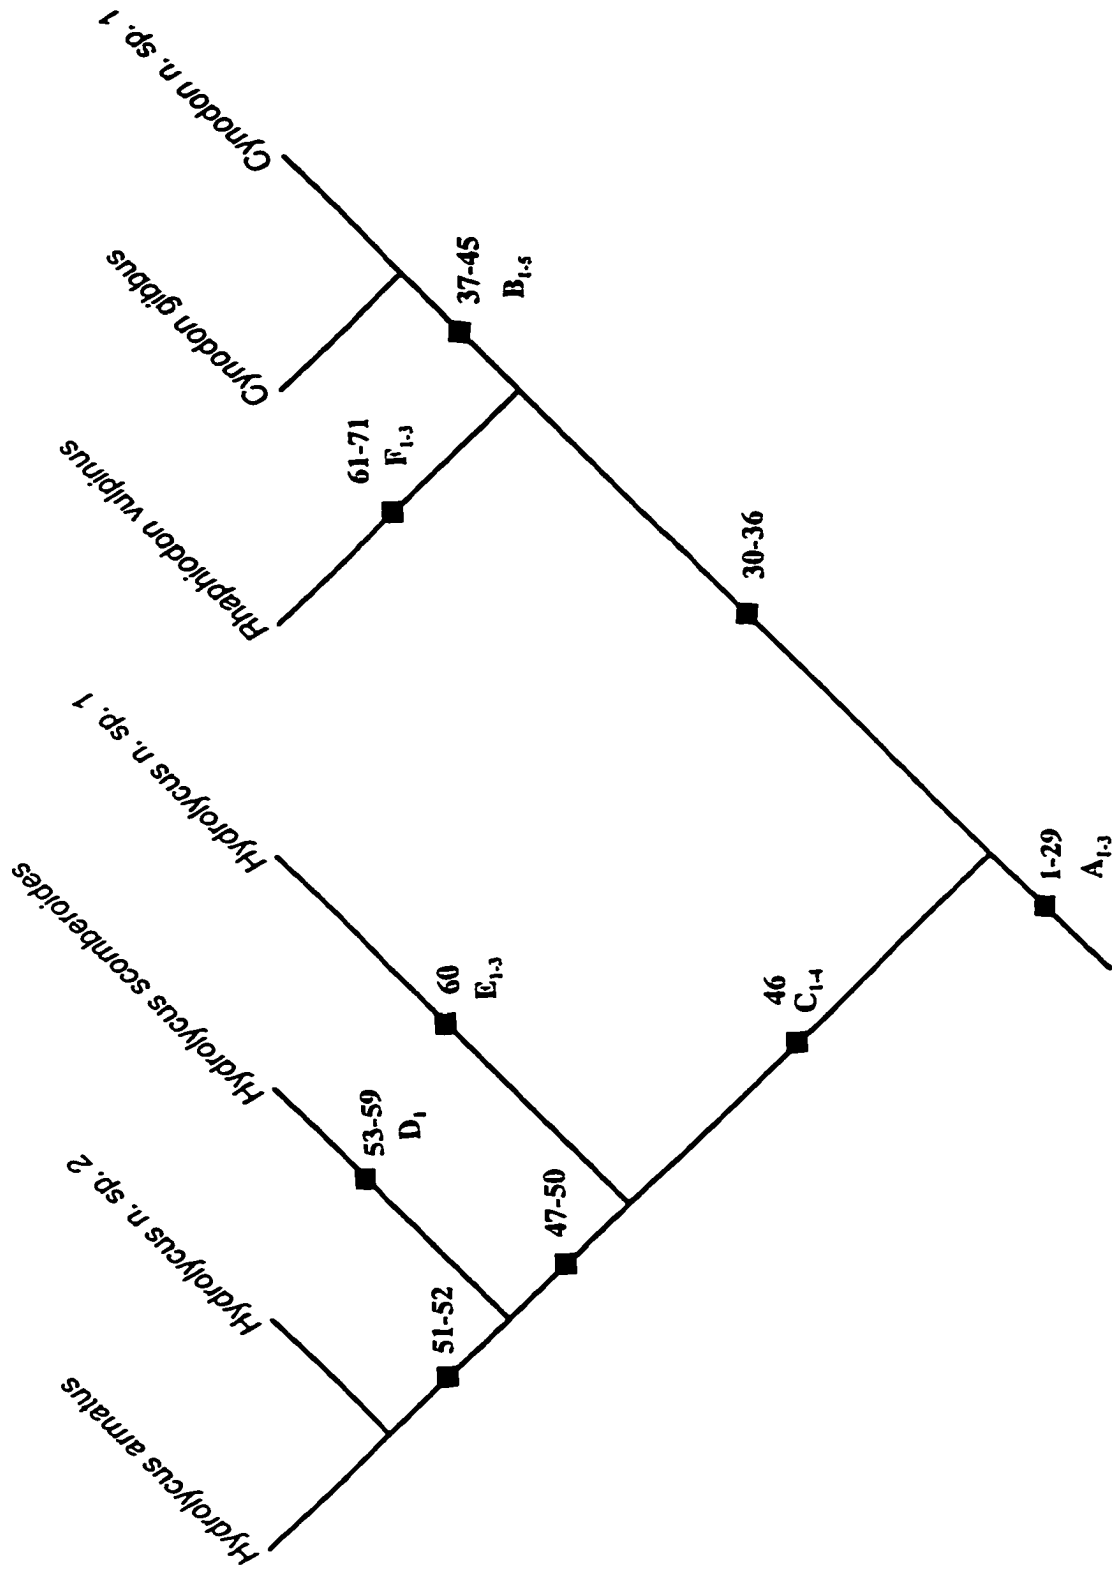 Hydrolycus armatus
Hydrolycus n. sp. 2
Hydrolycus scomberoides
Hydrolycus n. sp. 1
Rhaphiodon vulpinus
Cynodon gibbus
Cynodon n. sp. 1
51-52
53-59
D1
47-50
60
E1-3
61-71
F1-3
37-45
B1-5
46
C1-4
30-36
1-29
A1-3